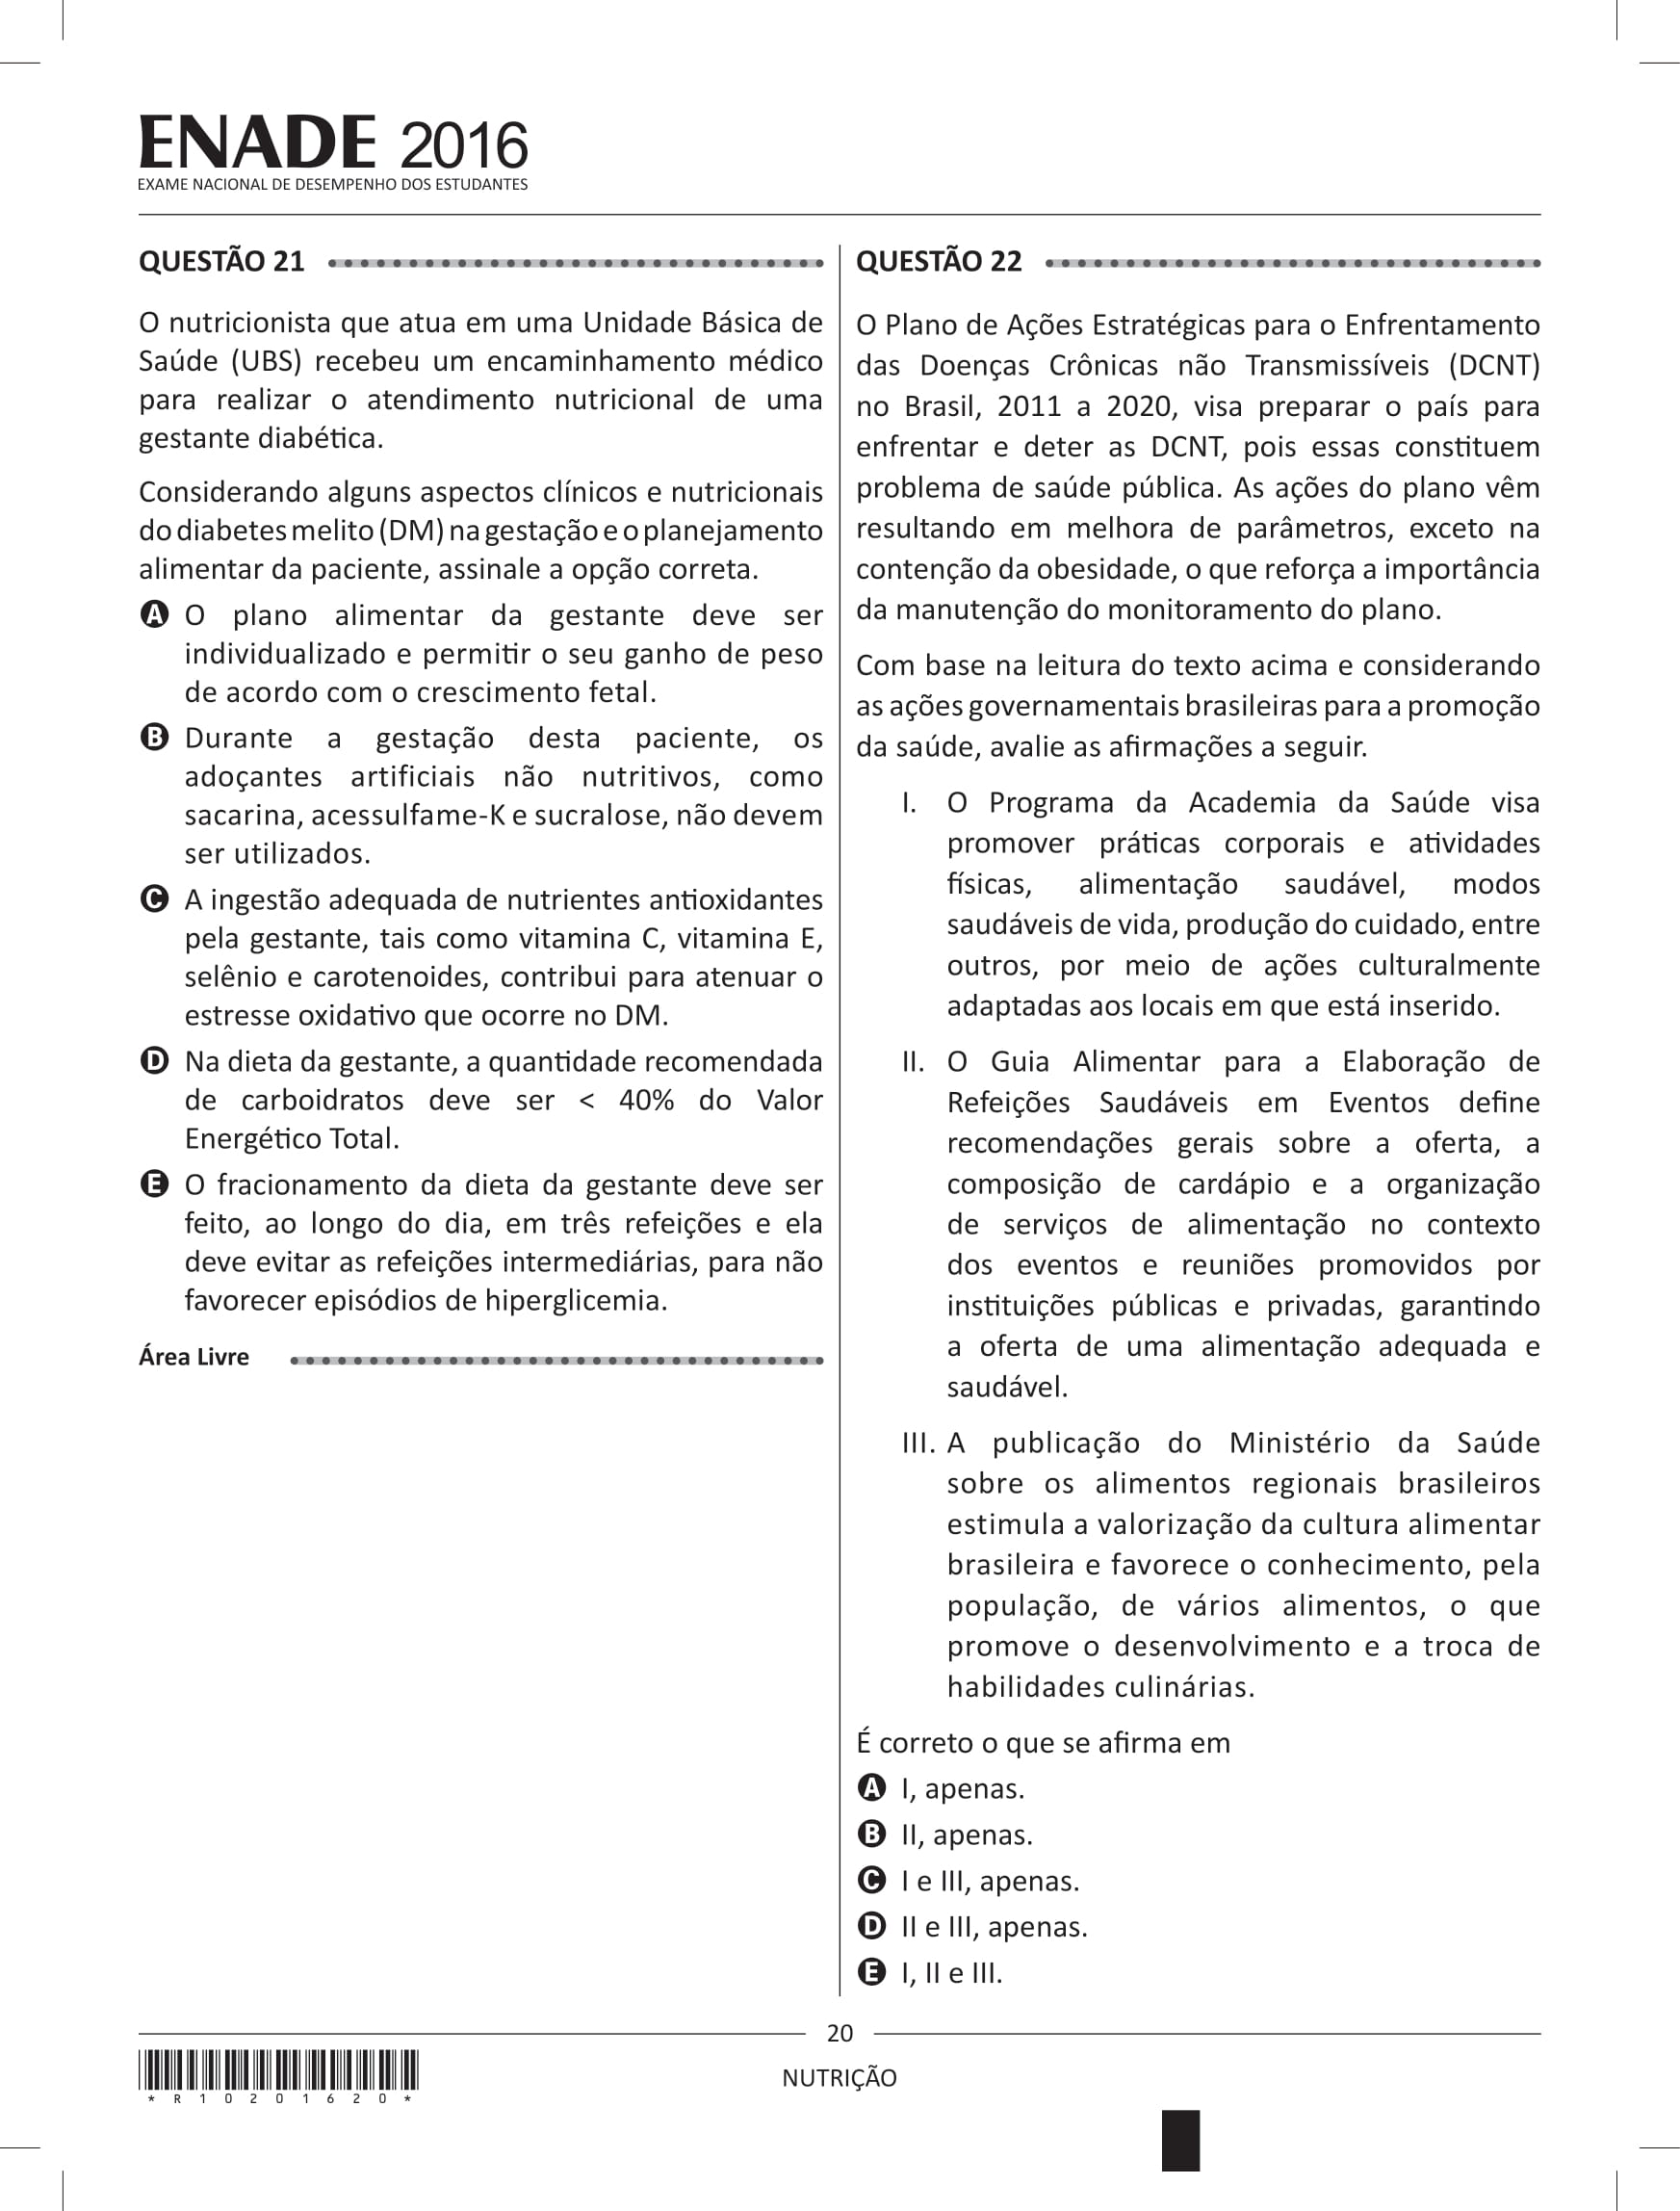 ENADE 2016
EXAME NACIONAL DE DESEMPENHO DOS ESTUDANTES
QUESTÃO 21
O nutricionista que atua em uma Unidade Básica de
Saúde (UBS) recebeu um encaminhamento médico
para realizar o atendimento nutricional de uma
gestante diabética.
Considerando alguns aspectos clínicos e nutricionais
do diabetes melito (DM) na gestação e o planejamento
alimentar da paciente, assinale a opção correta.
A O plano alimentar da gestante deve ser
individualizado e permitir o seu ganho de peso
de acordo com o crescimento fetal.
B Durante a gestação desta paciente, os
adoçantes artificiais não nutritivos, como
sacarina, acessulfame-K e sucralose, não devem
ser utilizados.
C A ingestão adequada de nutrientes antioxidantes
pela gestante, tais como vitamina C, vitamina E,
selênio e carotenoides, contribui para atenuar o
estresse oxidativo que ocorre no DM.
D Na dieta da gestante, a quantidade recomendada
de carboidratos deve ser < 40% do Valor
Energético Total.
E O fracionamento da dieta da gestante deve ser
feito, ao longo do dia, em três refeições e ela
deve evitar as refeições intermediárias, para não
favorecer episódios de hiperglicemia.
Área Livre
QUESTÃO 22
O Plano de Ações Estratégicas para o Enfrentamento
das Doenças Crônicas não Transmissíveis (DCNT)
no Brasil, 2011 a 2020, visa preparar o país para
enfrentar e deter as DCNT, pois essas constituem
problema de saúde pública. As ações do plano vêm
resultando em melhora de parâmetros, exceto na
contenção da obesidade, o que reforça a importância
da manutenção do monitoramento do plano.
Com base na leitura do texto acima e considerando
as ações governamentais brasileiras para a promoção
da saúde, avalie as afirmações a seguir.
I. O Programa da Academia da Saúde visa
promover práticas corporais e atividades
físicas, alimentação saudável, modos
saudáveis de vida, produção do cuidado, entre
outros, por meio de ações culturalmente
adaptadas aos locais em que está inserido.
II. O Guia Alimentar para a Elaboração de
Refeições Saudáveis em Eventos define
recomendações gerais sobre a oferta, a
composição de cardápio e a organização
de serviços de alimentação no contexto
dos eventos e reuniões promovidos por
instituições públicas e privadas, garantindo
a oferta de uma alimentação adequada e
saudável.
III. A publicação do Ministério da Saúde
sobre os alimentos regionais brasileiros
estimula a valorização da cultura alimentar
brasileira e favorece o conhecimento, pela
população, de vários alimentos, o que
promove o desenvolvimento e a troca de
habilidades culinárias.
É correto o que se afirma em
A I, apenas.
B II, apenas.
C I e III, apenas.
D II e III, apenas.
E I, II e III.
20
NUTRIÇÃO
* R 1 0 2 0 1 6 2 0 *